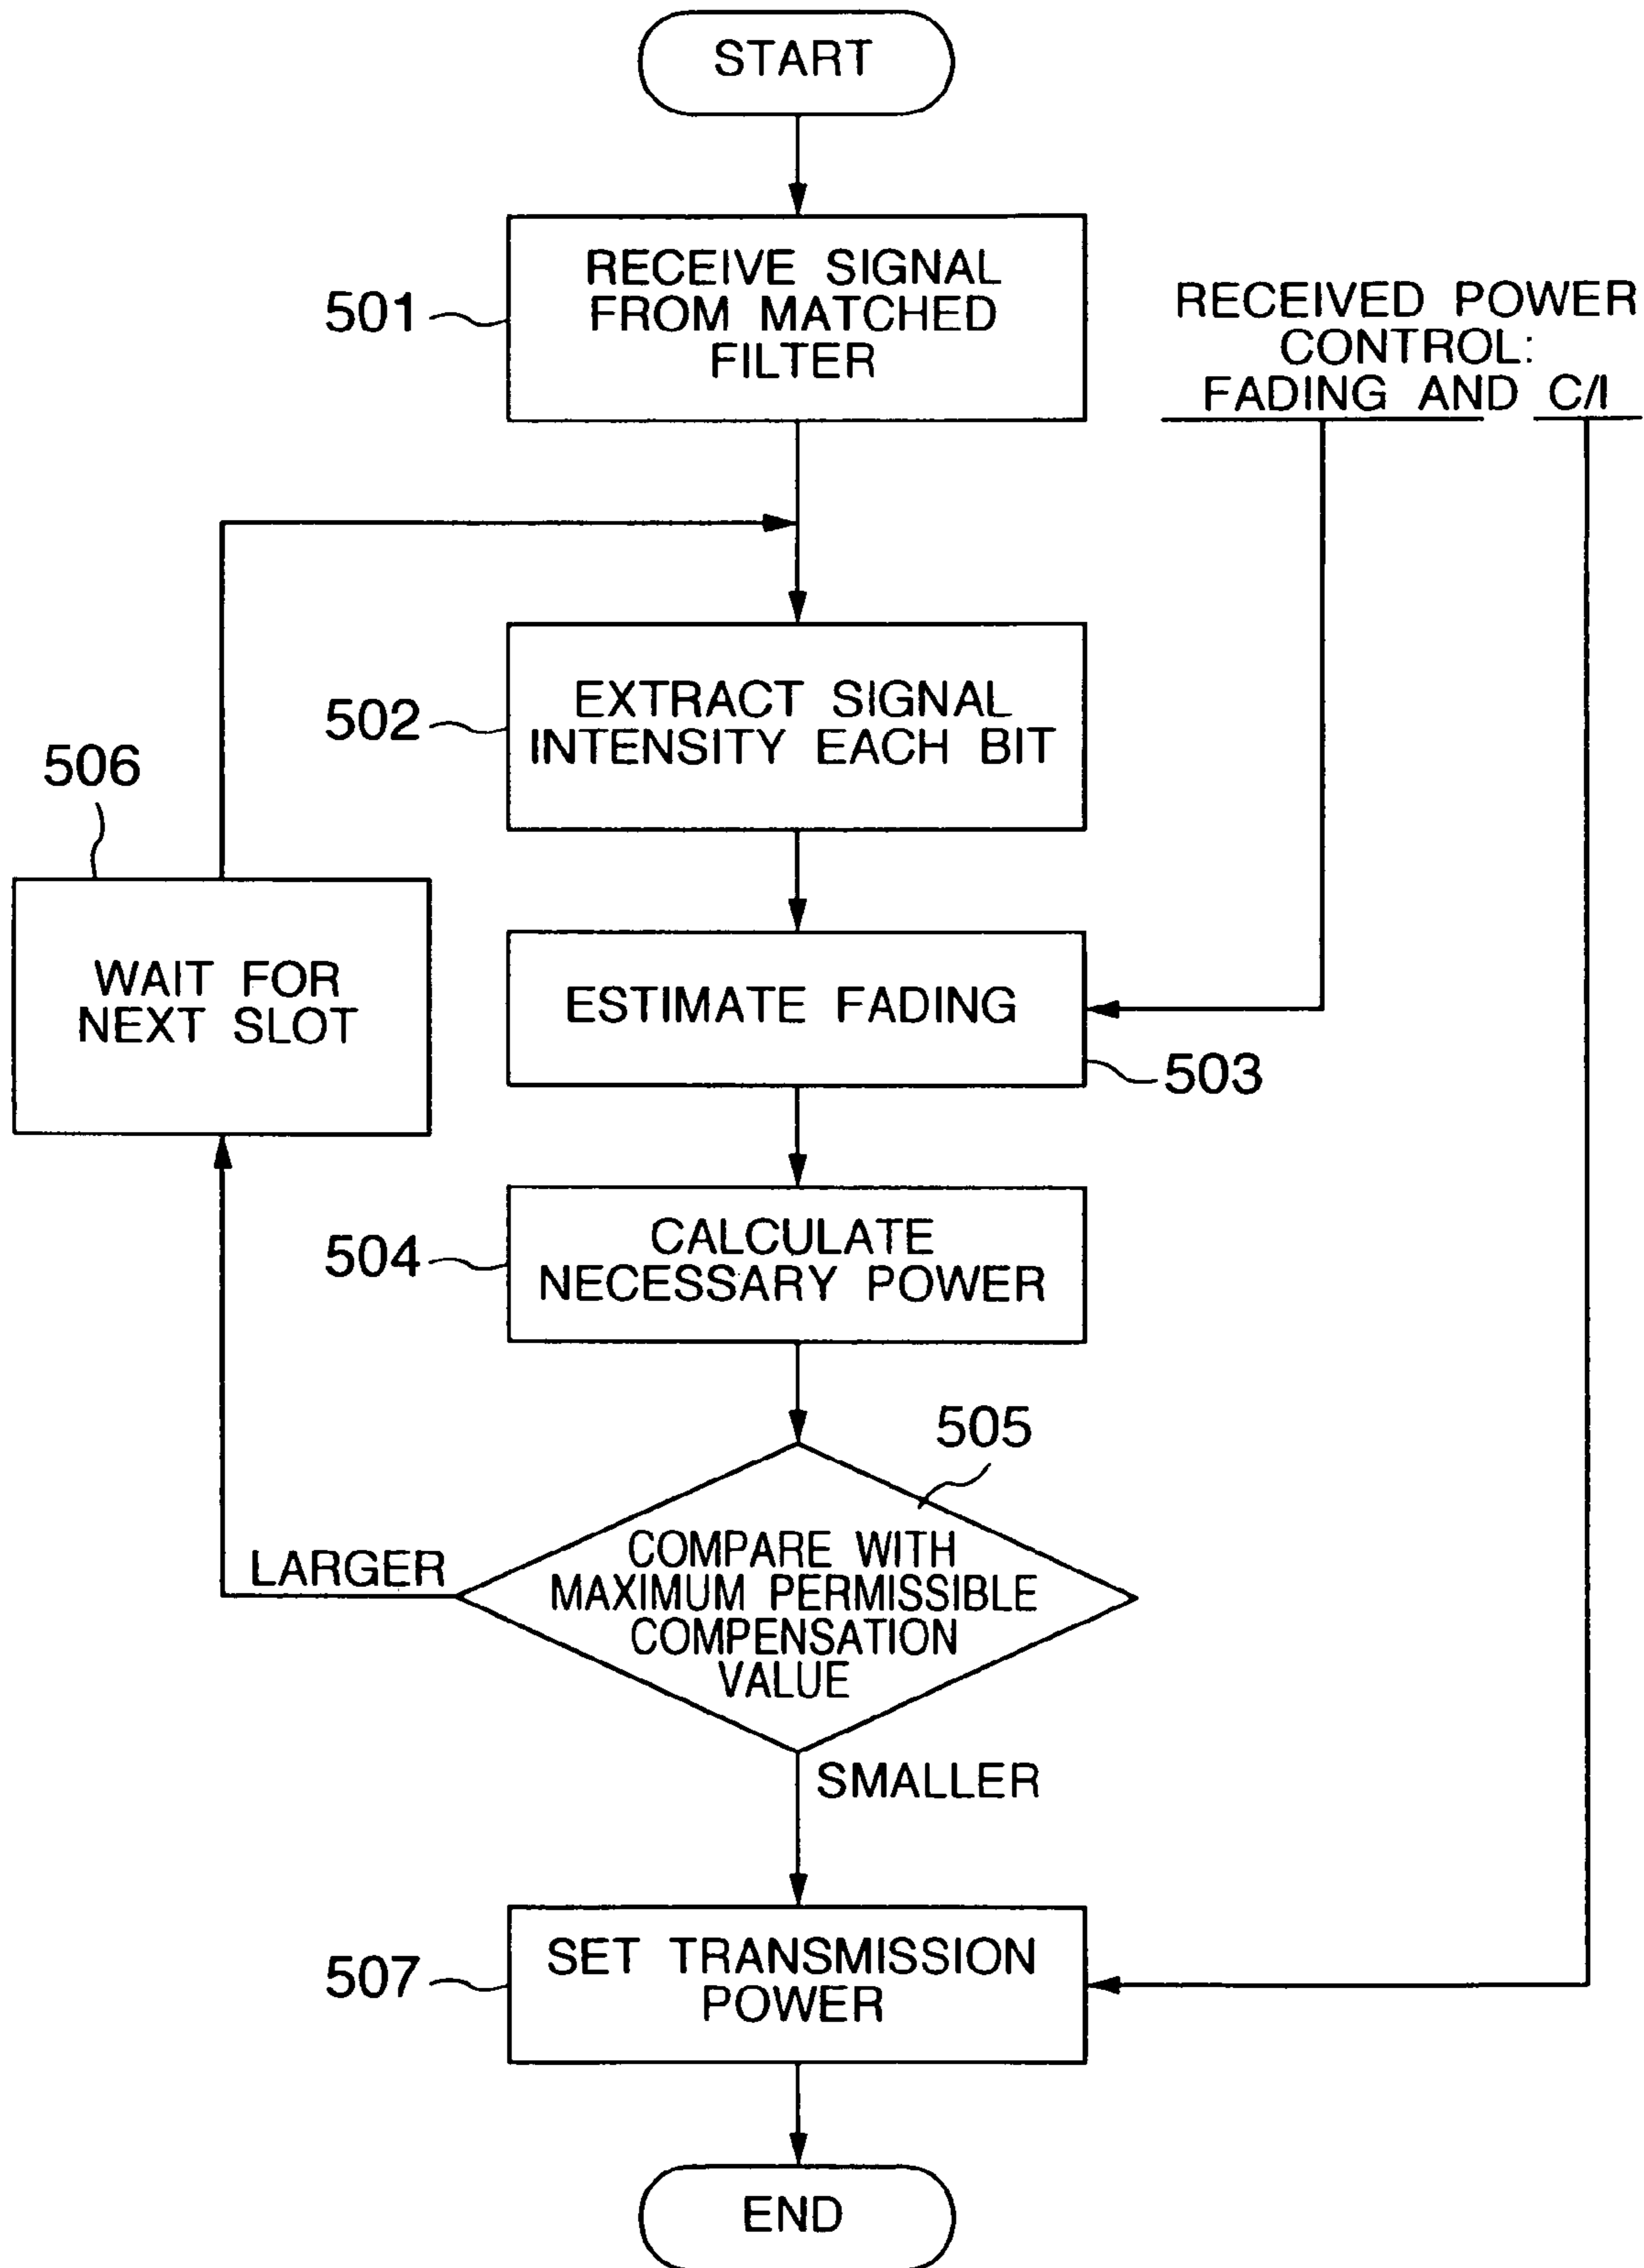 START
501
RECEIVE SIGNAL
FROM MATCHED
FILTER
RECEIVED POWER
CONTROL:
FADING AND C/I
502
EXTRACT SIGNAL
INTENSITY EACH BIT
506
WAIT FOR
NEXT SLOT
ESTIMATE FADING
503
504
CALCULATE
NECESSARY POWER
505
COMPARE WITH
MAXIMUM PERMISSIBLE
COMPENSATION
VALUE
LARGER
SMALLER
507
SET TRANSMISSION
POWER
END